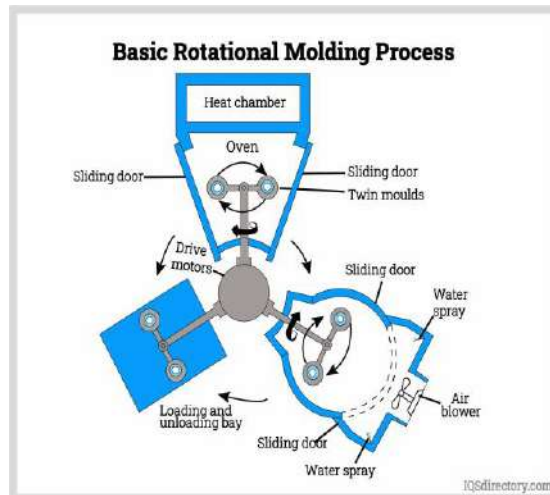 Basic Rotational Molding Process
Heat chamber
Oven
Sliding door
Sliding door
Twin moulds
Drive
motors
Sliding door
Water
spray
Air
blower
Loading and
unloading bay
Sliding door
Water spray
IQSdirectory.com